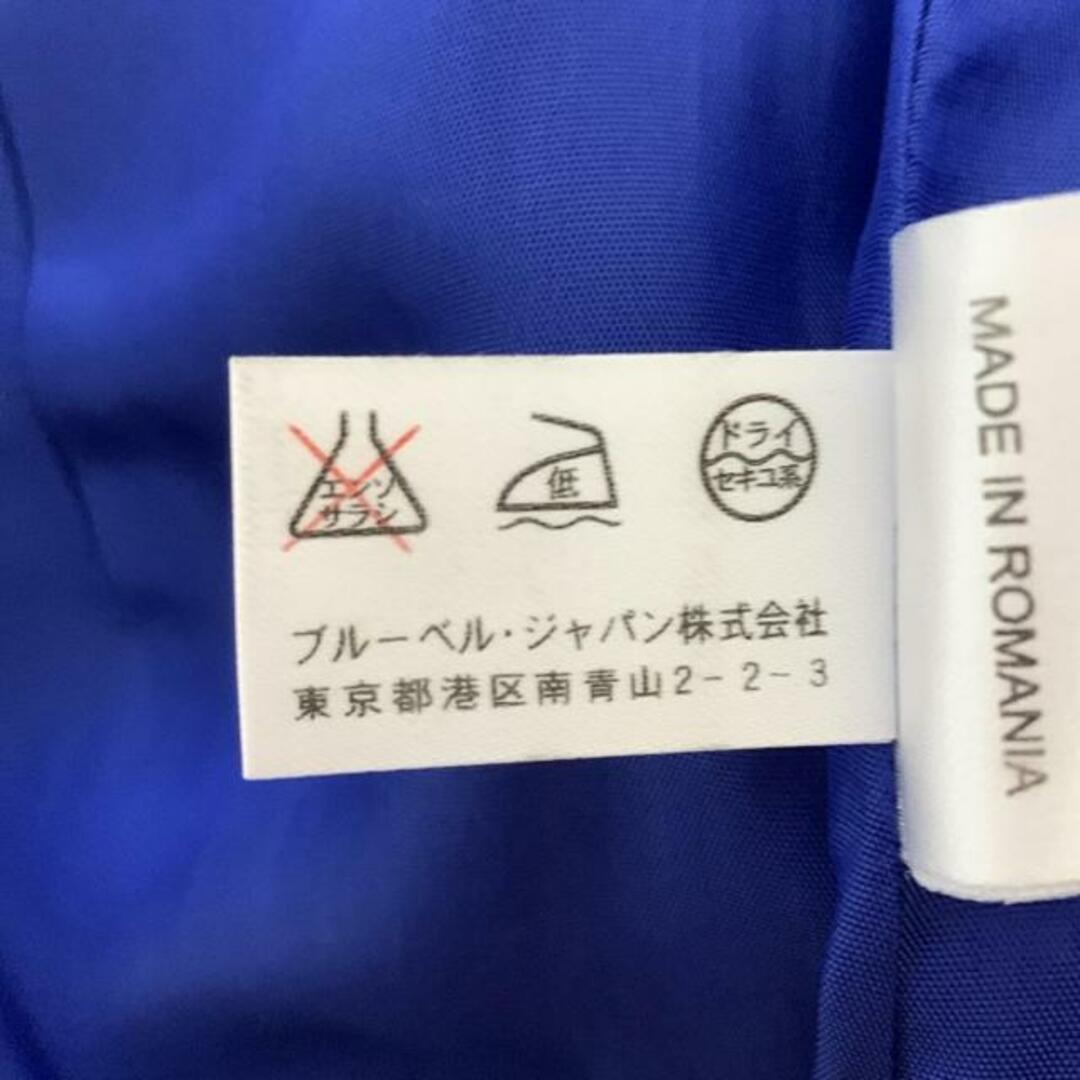 エンソ
サラシ
低
ドライ
セキユ系
ブルーベル・ジャパン株式会社
東京都港区南青山2-2-3
MADE IN ROMANIA